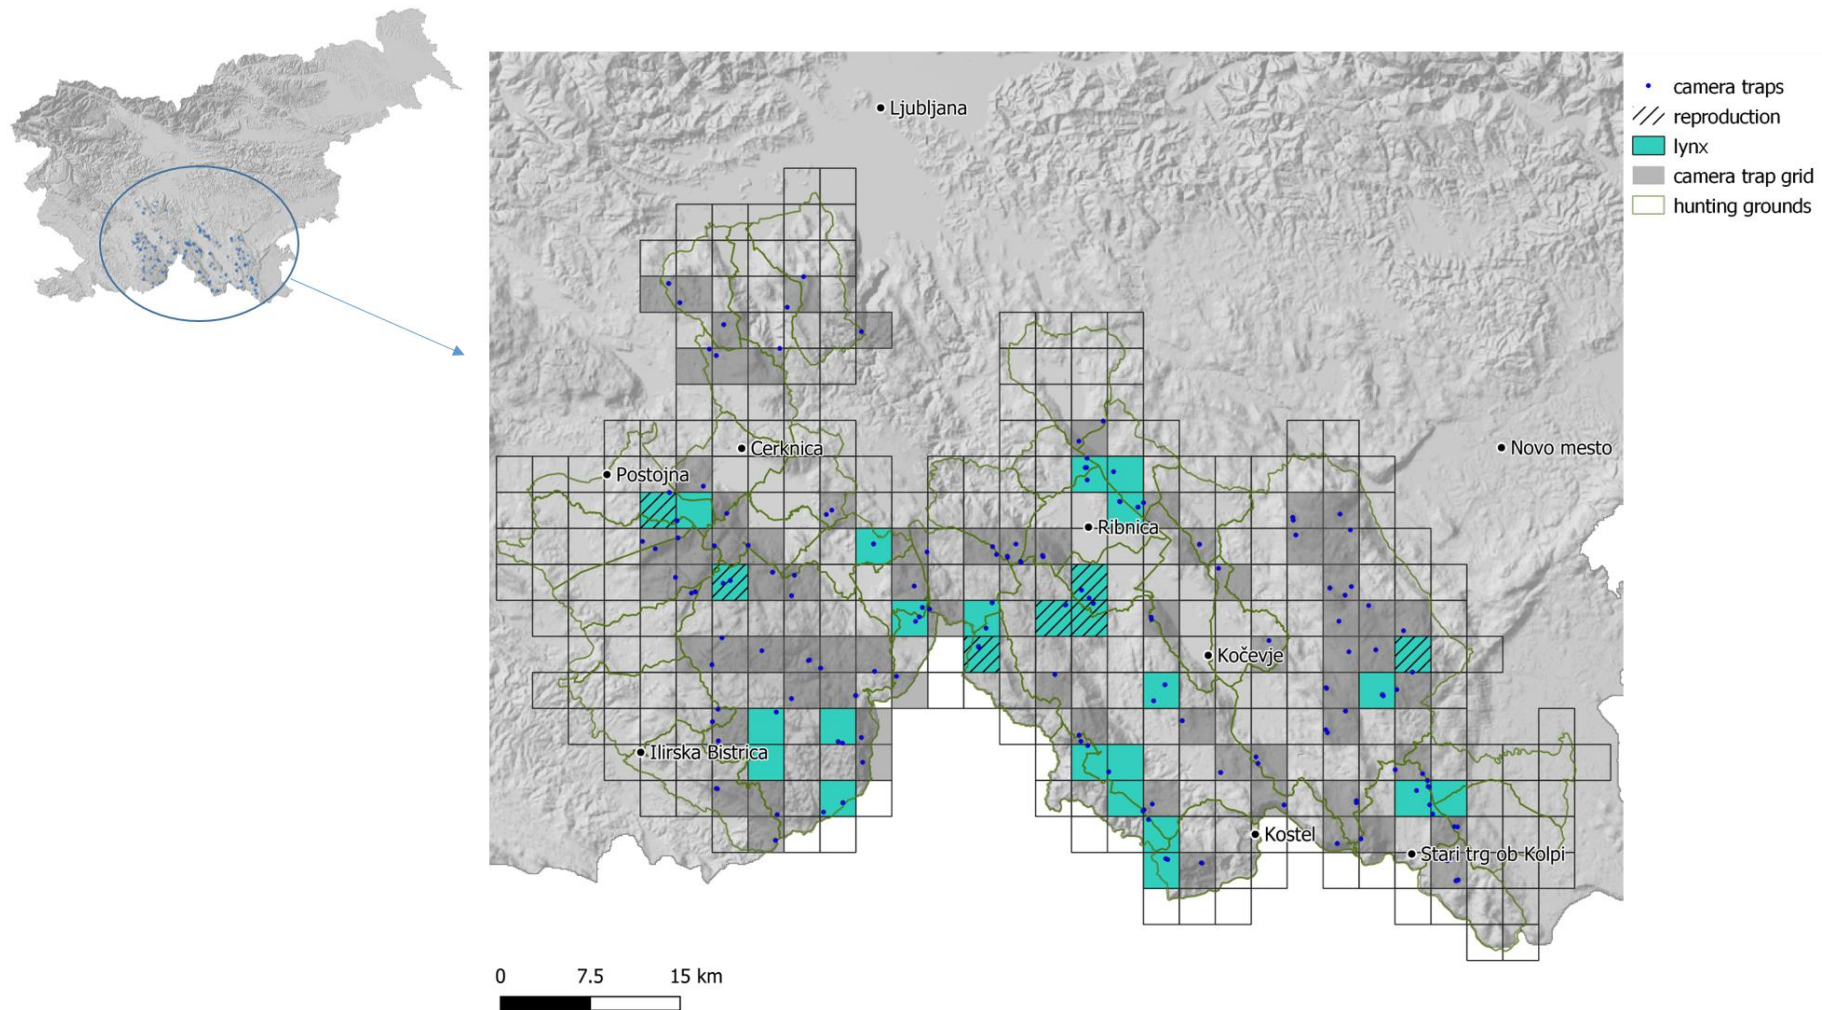 Ljubljana
camera traps
reproduction
lynx
camera trap grid
hunting grounds
Cerknica
Novo mesto
Postojna
Ribnica
Kočevje
Ilirska Bistrica
Kostel
Stari trg ob Kolpi
0 7.5 15 km